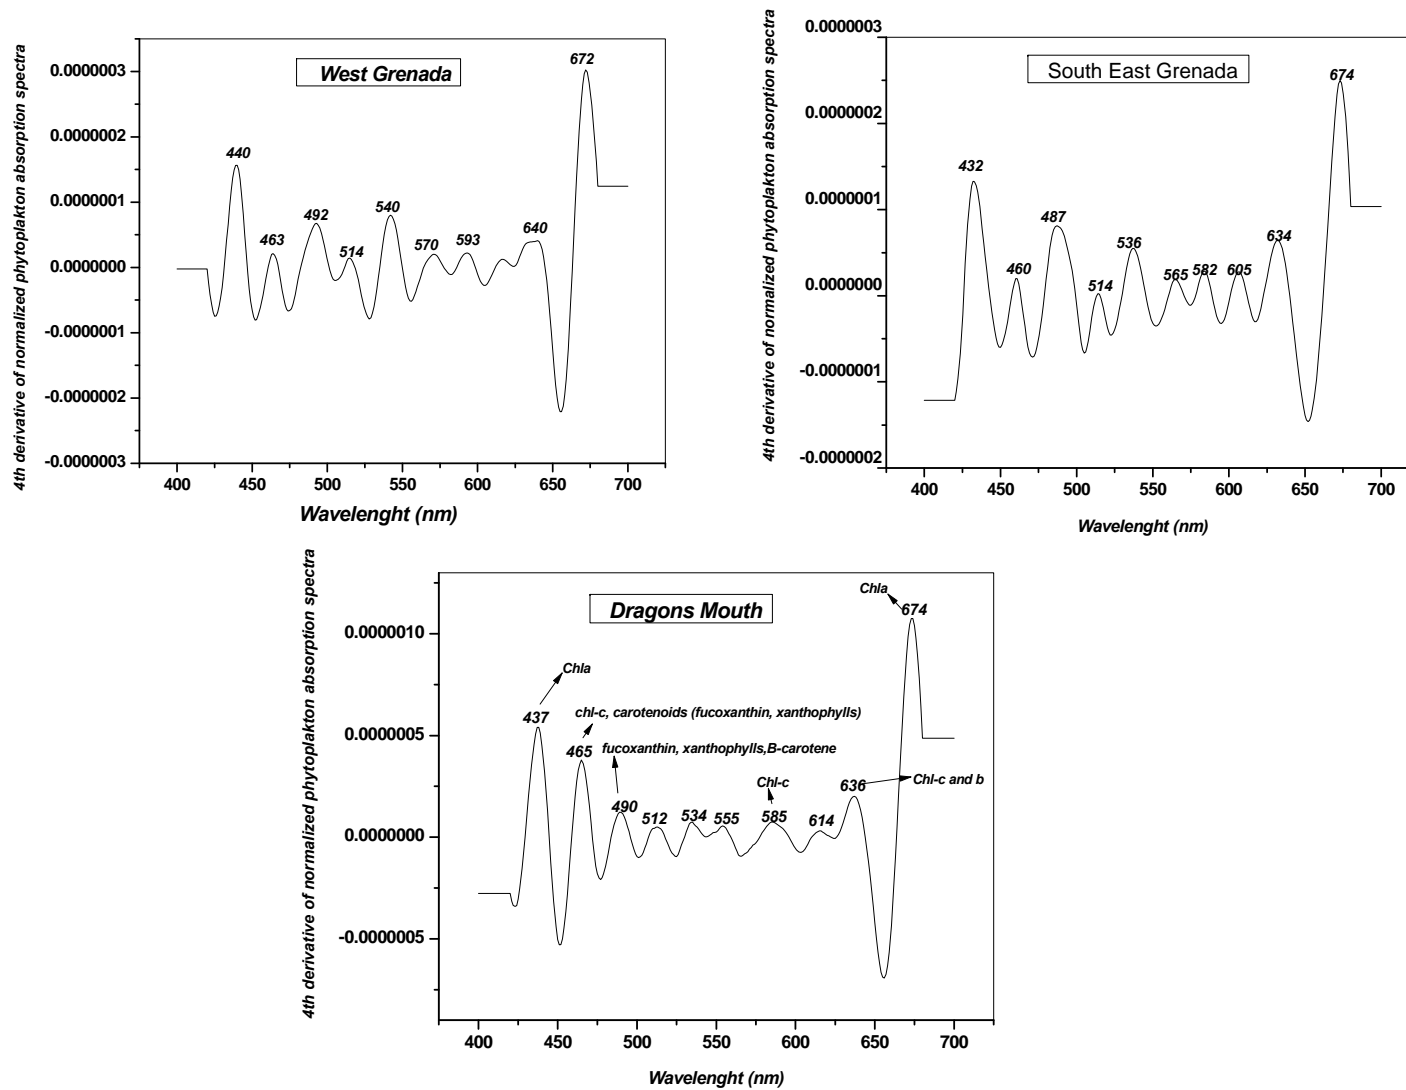 4th derivative of normalized phytoplakton absorption spectra
West Grenada
0.0000003
0.0000002
0.0000001
0.0000000
-0.0000001
-0.0000002
-0.0000003
440
463
492
514
540
570
593
640
672
400 450 500 550 600 650 700
Wavelenght (nm)
4th derivative of normalized phytoplakton absorption spectra
South East Grenada
0.0000003
0.0000002
0.0000001
0.0000000
-0.0000001
-0.0000002
432
460
487
514
536
565
582
605
634
674
400 450 500 550 600 650 700
Wavelenght (nm)
4th derivative of normalized phytoplakton absorption spectra
Dragons Mouth
0.0000010
0.0000005
0.0000000
-0.0000005
Chla
674
Chla
437
chl-c, carotenoids (fucoxanthin, xanthophylls)
465
fucoxanthin, xanthophylls,B-carotene
490
512
534
555
Chl-c
585
614
636
Chl-c and b
400 450 500 550 600 650 700
Wavelenght (nm)